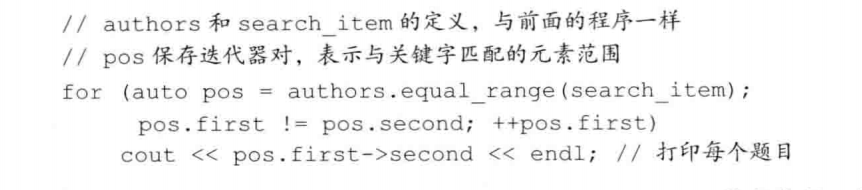 // authors 和 search_item 的定义，与前面的程序一样
// pos 保存迭代器对，表示与关键字匹配的元素范围
for (auto pos = authors.equal_range(search_item);
     pos.first != pos.second; ++pos.first)
    cout << pos.first->second << endl; // 打印每个题目